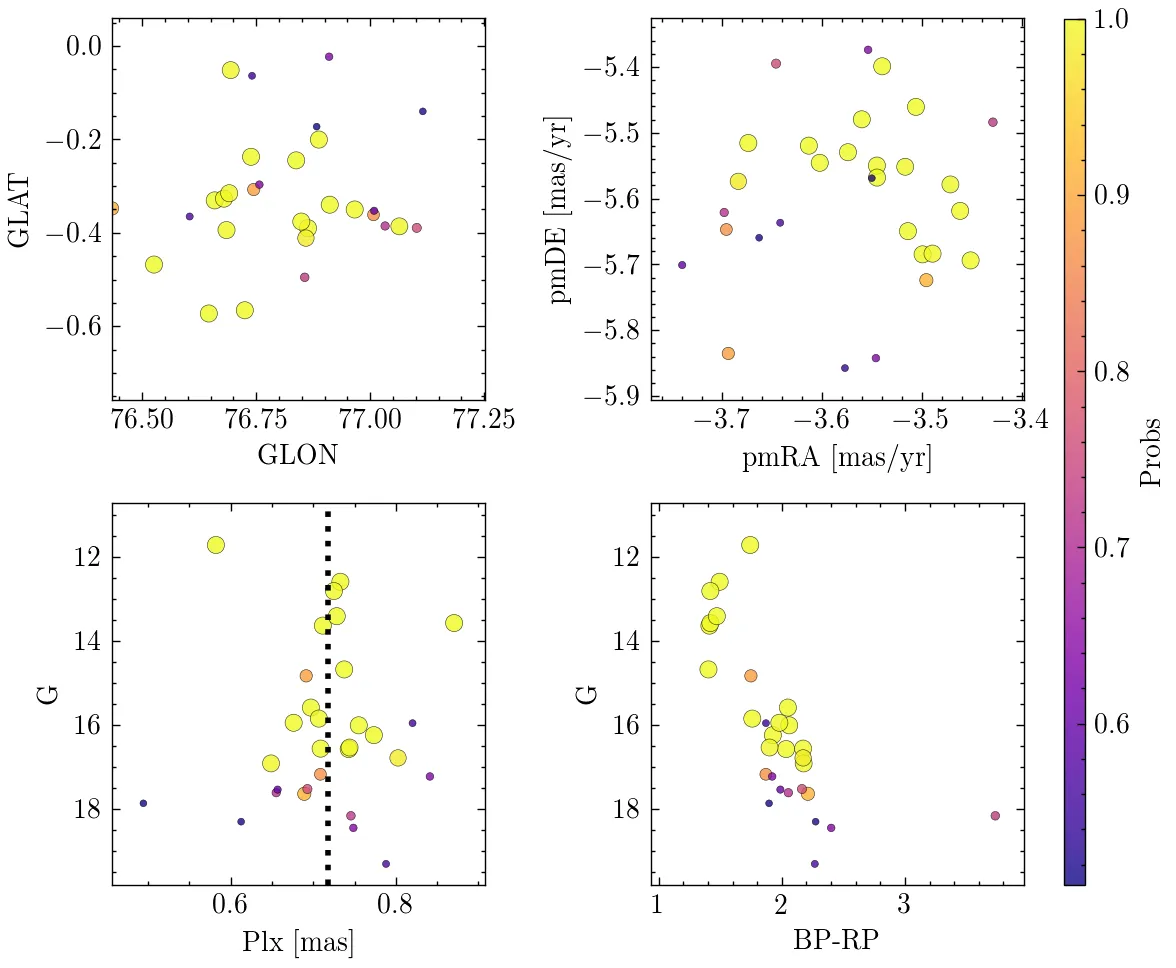 0.0
−0.2
−0.4
−0.6
GLAT
76.50 76.75 77.00 77.25
GLON
−5.4
−5.5
−5.6
−5.7
−5.8
−5.9
pmDE [mas/yr]
−3.7 −3.6 −3.5 −3.4
pmRA [mas/yr]
1.0
0.9
0.8
0.7
0.6
Probs
12
14
16
18
G
0.6 0.8
Plx [mas]
12
14
16
18
G
1 2 3
BP-RP